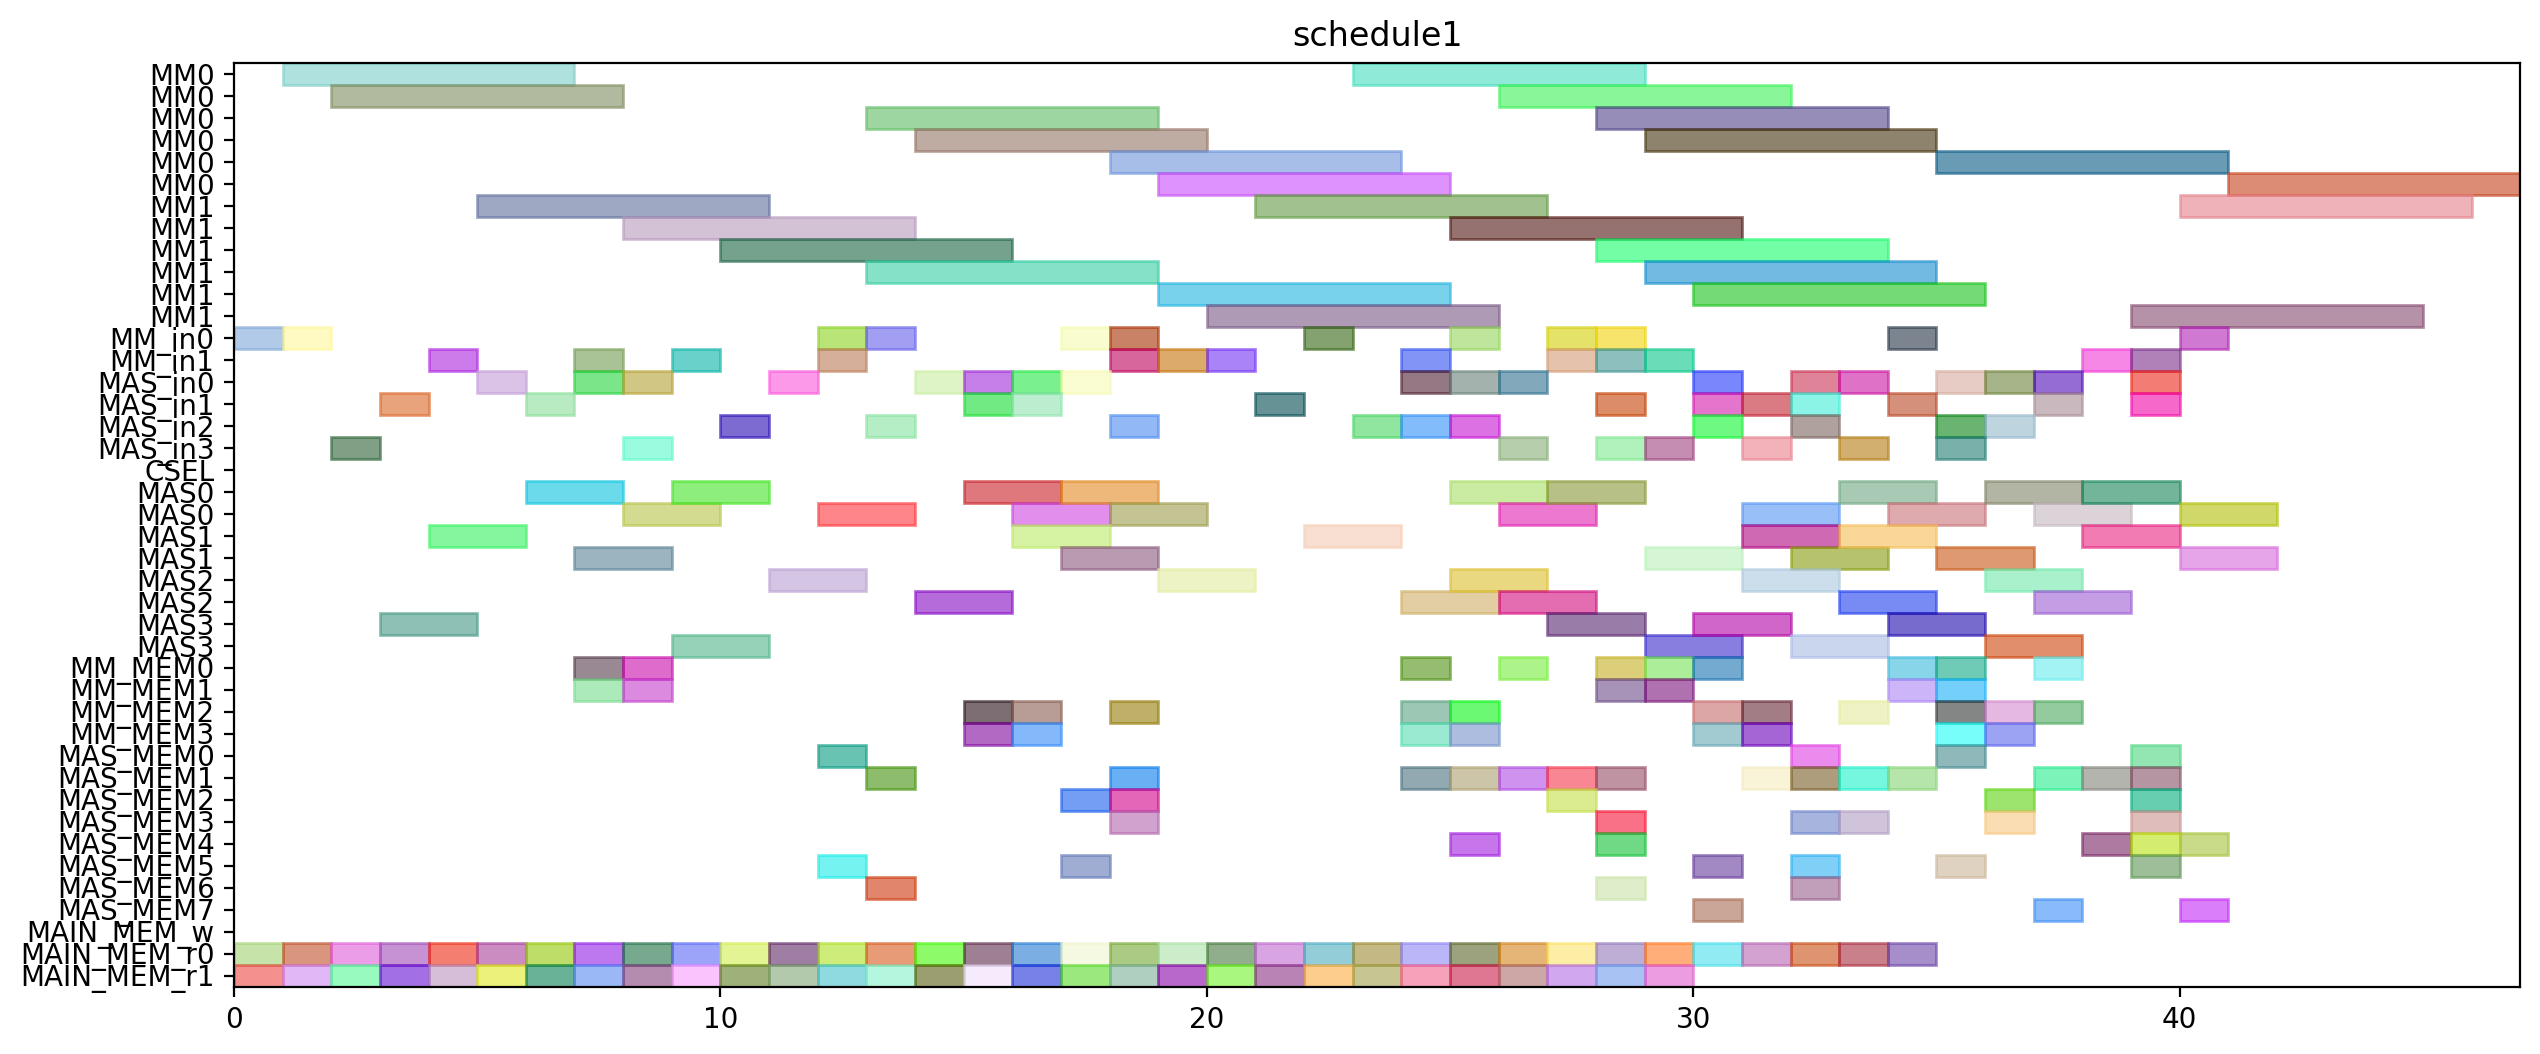 schedule1
MM0
MM0
MM0
MM0
MM0
MM0
MM1
MM1
MM1
MM1
MM1
MM1
MM_in0
MM_in1
MAS_in0
MAS_in1
MAS_in2
MAS_in3
CSEL
MAS0
MAS0
MAS1
MAS1
MAS2
MAS2
MAS3
MAS3
MM_MEM0
MM_MEM1
MM_MEM2
MM_MEM3
MAS_MEM0
MAS_MEM1
MAS_MEM2
MAS_MEM3
MAS_MEM4
MAS_MEM5
MAS_MEM6
MAS_MEM7
MAIN_MEM_w
MAIN_MEM_r0
MAIN_MEM_r1
0 10 20 30 40